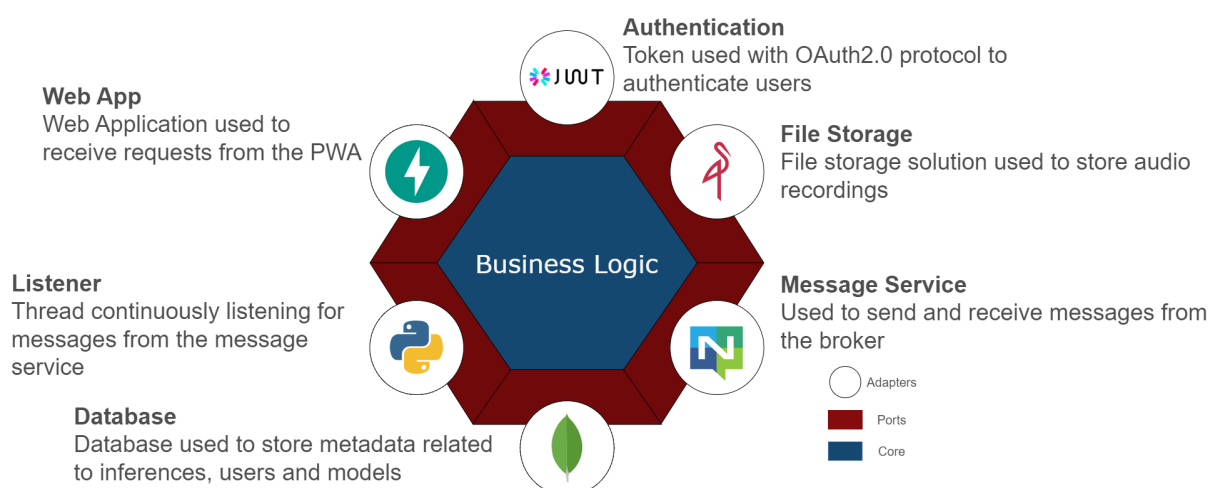 Authentication
Token used with OAuth2.0 protocol to
authenticate users
JWT
Web App
Web Application used to
receive requests from the PWA
File Storage
File storage solution used to store audio
recordings
Business Logic
Listener
Thread continuously listening for
messages from the message
service
Message Service
Used to send and receive messages from
the broker
N
Adapters
Ports
Core
Database
Database used to store metadata related
to inferences, users and models